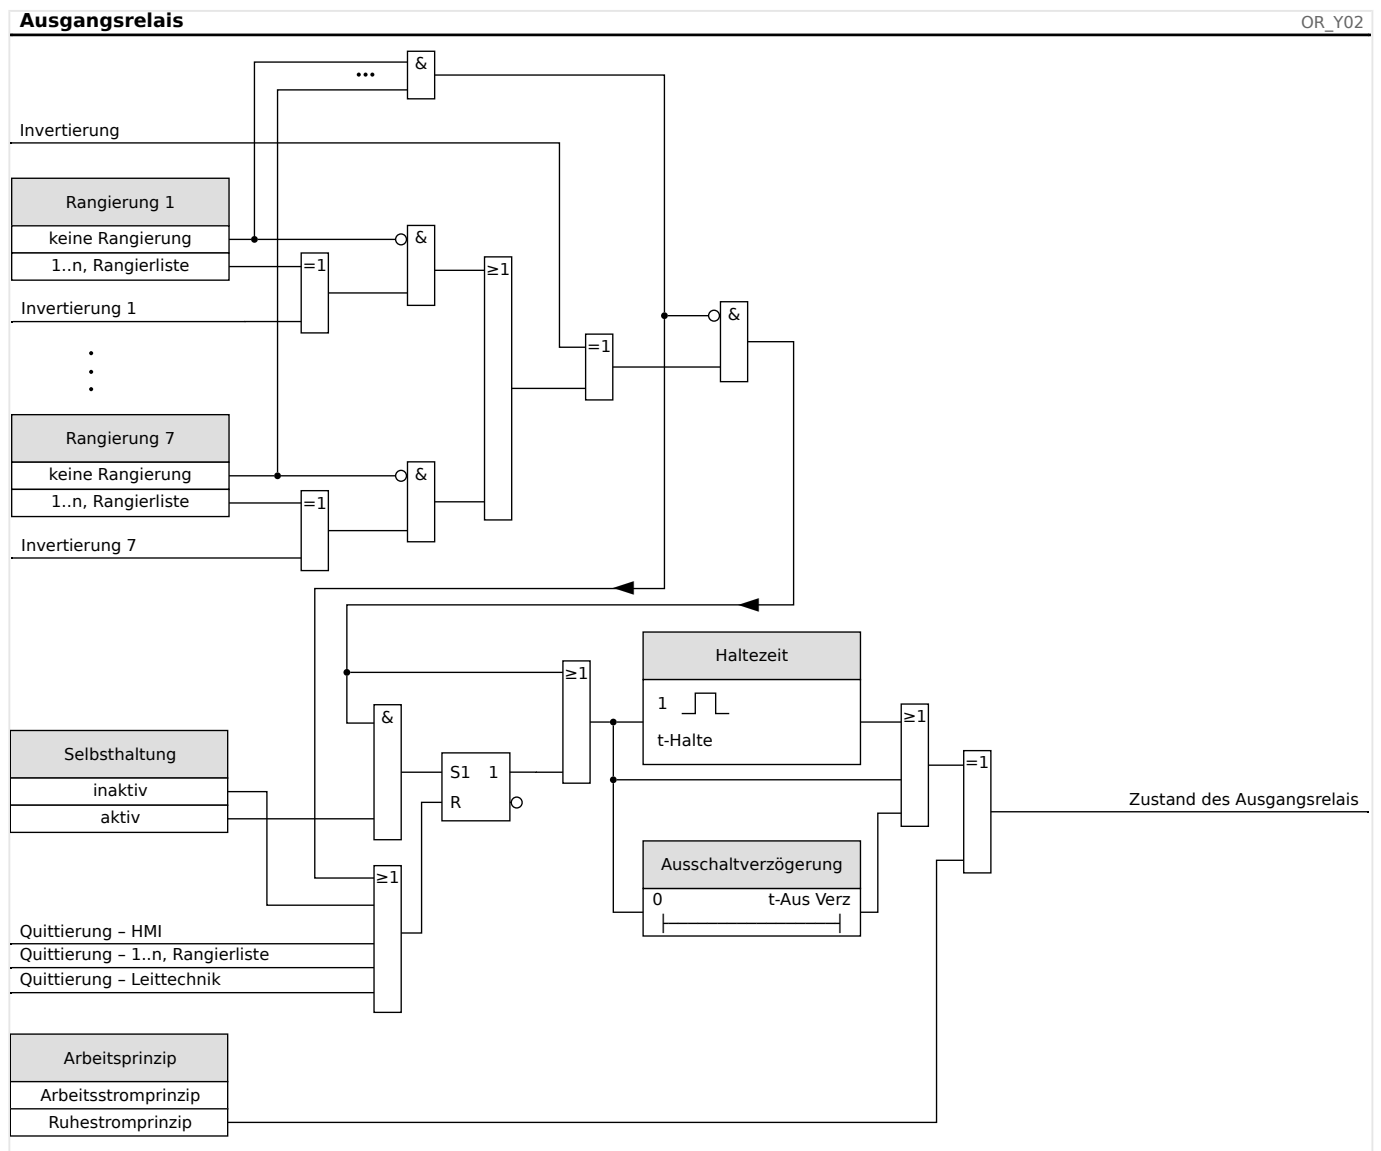 Ausgangsrelais
OR_Y02
&
...
Invertierung
Rangierung 1
keine Rangierung
&
1..n, Rangierliste
=1
≥1
Invertierung 1
&
=1
Rangierung 7
keine Rangierung
&
1..n, Rangierliste
=1
Invertierung 7
Haltezeit
≥1
1
t-Halte
&
≥1
Selbsthaltung
inaktiv
aktiv
S1 1
R
=1
Zustand des Ausgangsrelais
Ausschaltverzögerung
0 t-Aus Verz
≥1
Quittierung – HMI
Quittierung – 1..n, Rangierliste
Quittierung – Leittechnik
Arbeitsprinzip
Arbeitsstromprinzip
Ruhestromprinzip